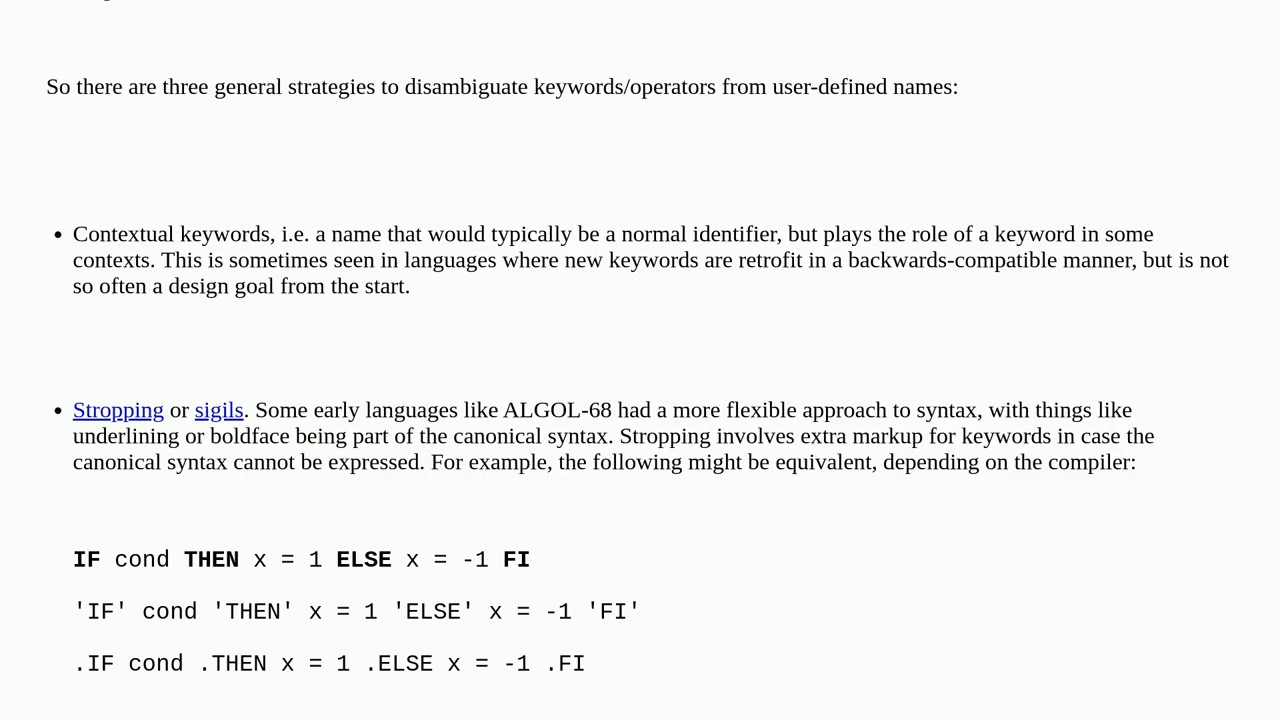 So there are three general strategies to disambiguate keywords/operators from user-defined names:
• Contextual keywords, i.e. a name that would typically be a normal identifier, but plays the role of a keyword in some
contexts. This is sometimes seen in languages where new keywords are retrofit in a backwards-compatible manner, but is not
so often a design goal from the start.
• Stropping or sigils. Some early languages like ALGOL-68 had a more flexible approach to syntax, with things like
underlining or boldface being part of the canonical syntax. Stropping involves extra markup for keywords in case the
canonical syntax cannot be expressed. For example, the following might be equivalent, depending on the compiler:
IF cond THEN x = 1 ELSE x = -1 FI
'IF' cond 'THEN' x = 1 'ELSE' x = -1 'FI'
.IF cond .THEN x = 1 .ELSE x = -1 .FI